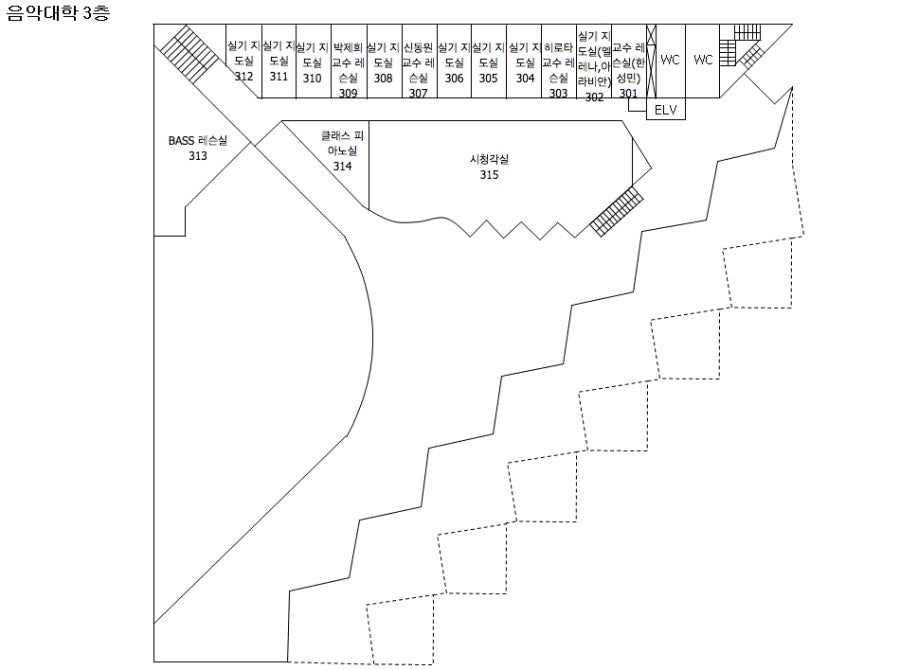 음악대학 3층
실기 지
도실
312
실기 지
도실
311
실기 지
도실
310
박제희
교수 레
슨실
309
실기 지
도실
308
신동원
교수 레
슨실
307
실기 지
도실
306
실기 지
도실
305
실기 지
도실
304
히로타
교수 레
슨실
303
실기 지
도실(엘
레나,아
라비안)
302
교수 레
슨실(한
성민)
301
WC
WC
ELV
BASS 레슨실
313
클래스 피
아노실
314
시청각실
315